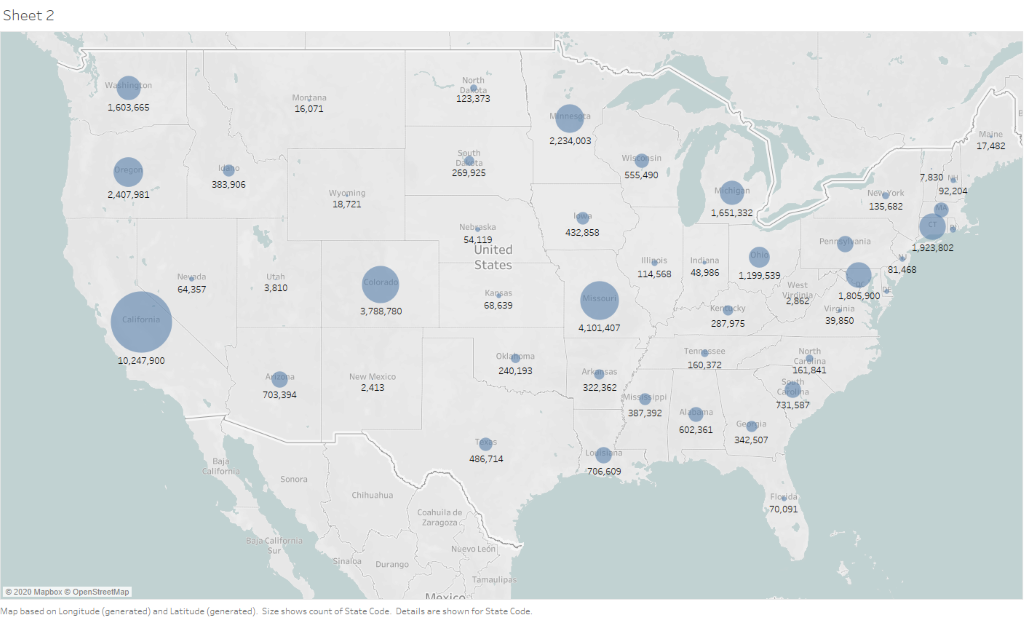 Sheet 2
Washington
1,603,665
Montana
16,071
North
Dakota
123,373
Minnesota
2,234,003
Maine
17,482
Oregon
2,407,981
Idaho
383,906
South
Dakota
269,925
Wisconsin
555,490
Michigan
1,651,332
7,830
NH
92,204
New York
135,682
MA
Wyoming
18,721
Iowa
432,858
Nebraska
54,119
United
States
CT
RI
1,923,802
Pennsylvania
Ohio
1,199,539
Illinois
114,568
Indiana
48,986
NJ
81,468
Nevada
64,357
Utah
3,810
Colorado
3,788,780
Kansas
68,639
Missouri
4,101,407
West
Virginia
2,862
1,805,900
Virginia
39,850
Kentucky
287,975
California
10,247,900
Arizona
703,394
New Mexico
2,413
Oklahoma
240,193
Arkansas
322,362
Tennessee
160,372
North
Carolina
161,841
South
Carolina
731,587
Mississippi
387,392
Alabama
602,361
Georgia
342,507
Texas
486,714
Louisiana
706,609
Florida
70,091
Baja
California
Sonora
Chihuahua
Coahuila de
Zaragoza
Baja California
Sur
Nuevo León
Sinaloa
Durango
Tamaulipas
México
© 2020 Mapbox © OpenStreetMap
Map based on Longitude (generated) and Latitude (generated). Size shows count of State Code. Details are shown for State Code.